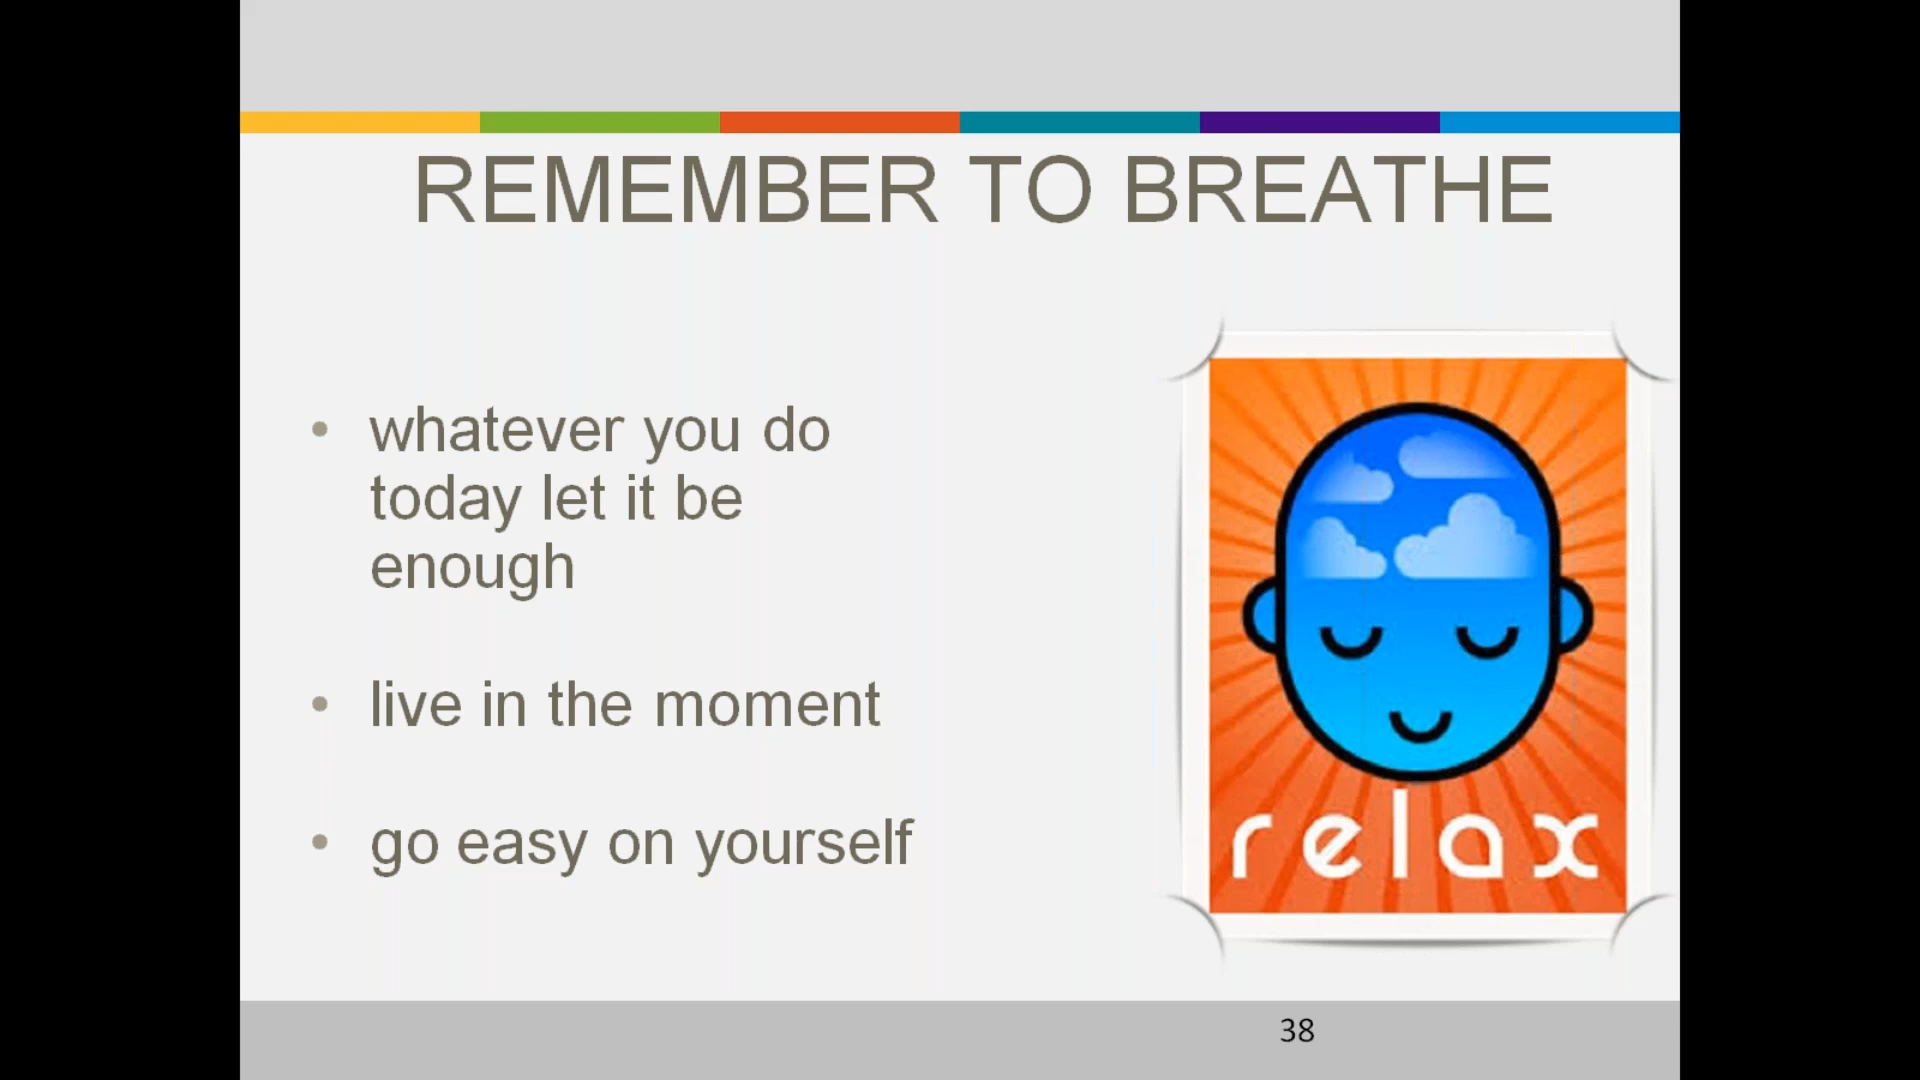 REMEMBER TO BREATHE
• whatever you do
today let it be
enough
• live in the moment
• go easy on yourself
relax
38